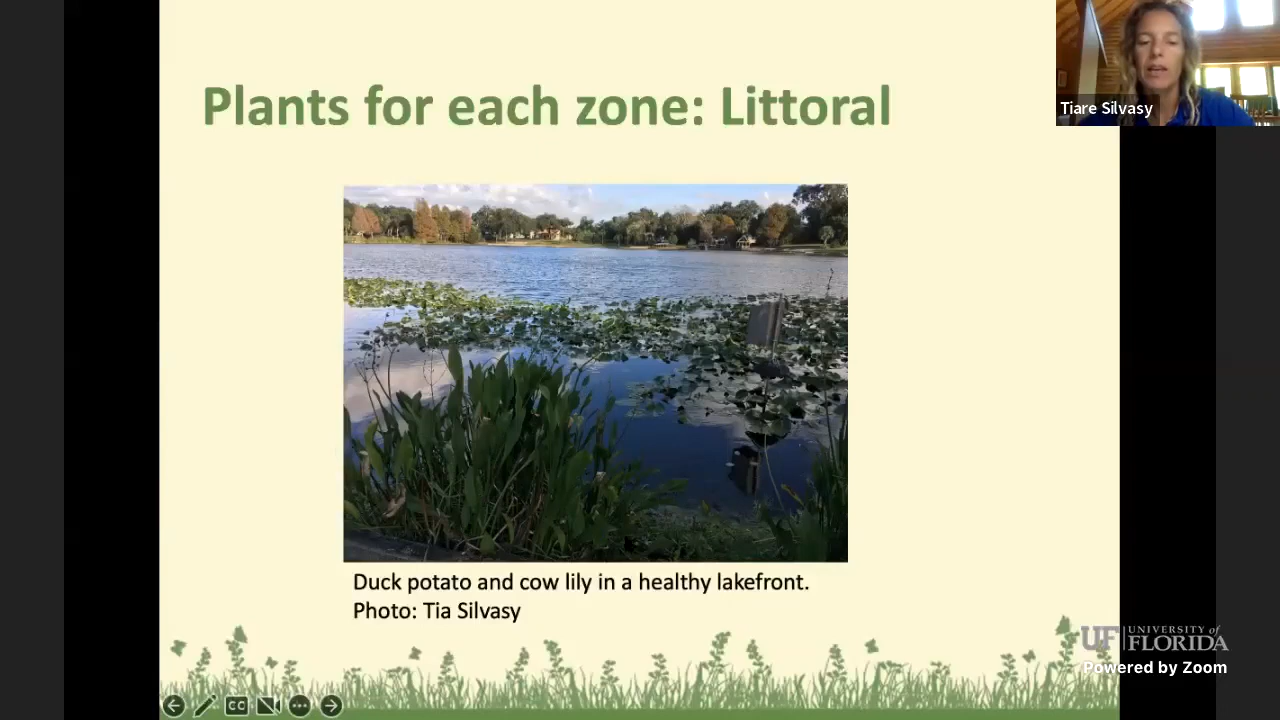 Plants for each zone: Littoral
Tiare Silvasy
Duck potato and cow lily in a healthy lakefront.
Photo: Tia Silvasy
UF UNIVERSITY of
FLORIDA
Powered by Zoom
CC